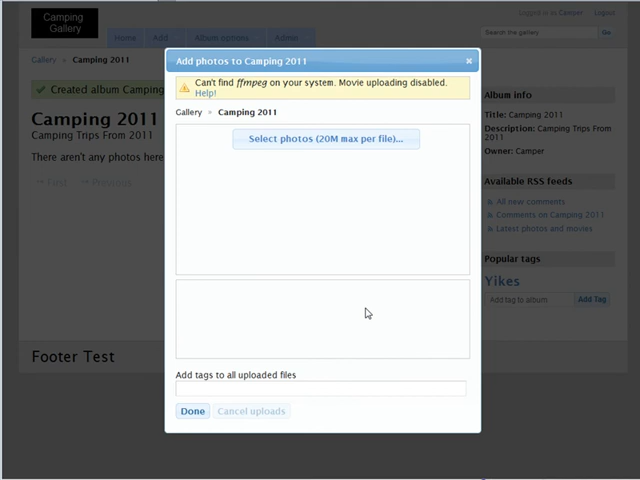 Camping
Gallery
Logged in as Camper Logout
Home Add Album options... Admin
Search the gallery Go
Gallery » Camping 2011
Created album Camping
Camping 2011
Camping Trips From 2011
There aren't any photos here
First Previous
Add photos to Camping 2011
Can't find ffmpeg on your system. Movie uploading disabled.
Help!
Gallery » Camping 2011
Select photos (20M max per file)...
Add tags to all uploaded files
Done Cancel uploads
Album info
Title: Camping 2011
Description: Camping Trips From
2011
Owner: Camper
Available RSS feeds
All new comments
Comments on Camping 2011
Latest photos and movies
Popular tags
Yikes
Add tag to album Add Tag
Footer Test